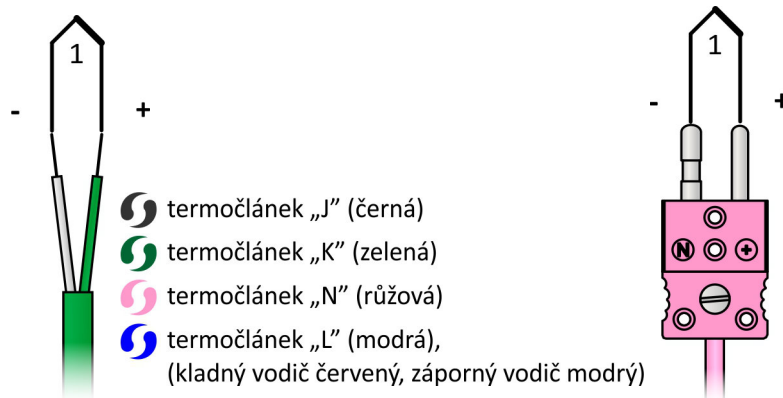 1
- +
termočlánek „J” (černá)
termočlánek „K” (zelená)
termočlánek „N” (růžová)
termočlánek „L” (modrá),
(kladný vodič červený, záporný vodič modrý)
1
- +
N +